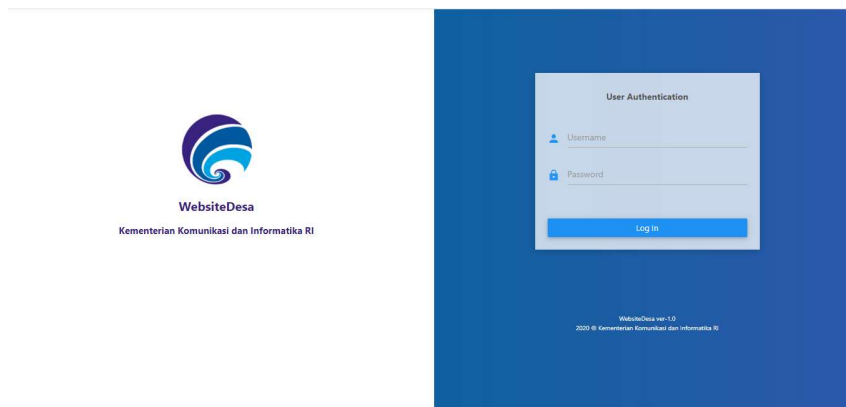 WebsiteDesa
Kementerian Komunikasi dan Informatika RI
User Authentication
Username
Password
Log In
WebsiteDesa ver-1.0
2020 © Kementerian Komunikasi dan Informatika RI